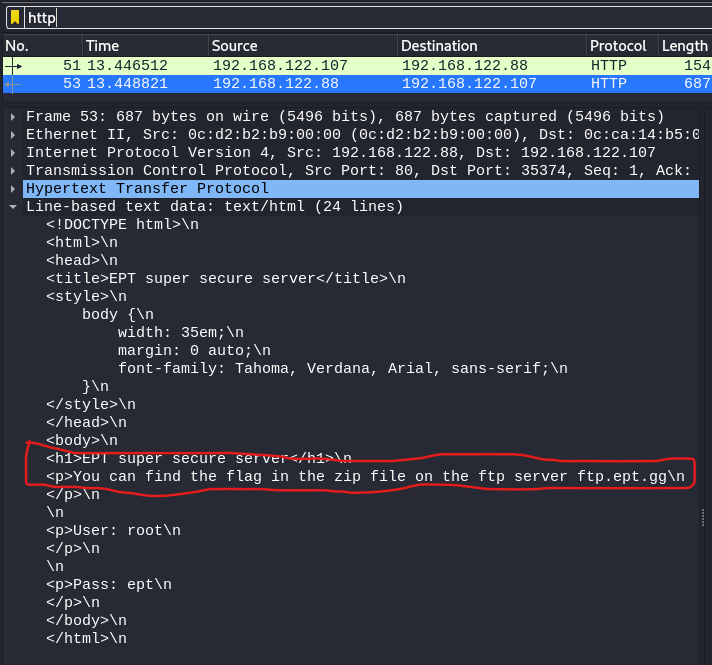 http
No. Time Source Destination Protocol Length
51 13.446512 192.168.122.107 192.168.122.88 HTTP 154
53 13.448821 192.168.122.88 192.168.122.107 HTTP 687
Frame 53: 687 bytes on wire (5496 bits), 687 bytes captured (5496 bits)
Ethernet II, Src: 0c:d2:b2:b9:00:00 (0c:d2:b2:b9:00:00), Dst: 0c:ca:14:b5:0
Internet Protocol Version 4, Src: 192.168.122.88, Dst: 192.168.122.107
Transmission Control Protocol, Src Port: 80, Dst Port: 35374, Seq: 1, Ack:
Hypertext Transfer Protocol
Line-based text data: text/html (24 lines)
<!DOCTYPE html>\n
<html>\n
<head>\n
<title>EPT super secure server</title>\n
<style>\n
    body {\n
        width: 35em;\n
        margin: 0 auto;\n
        font-family: Tahoma, Verdana, Arial, sans-serif;\n
    }\n
</style>\n
</head>\n
<body>\n
<h1>EPT super secure server</h1>\n
<p>You can find the flag in the zip file on the ftp server ftp.ept.gg\n
</p>\n
\n
<p>User: root\n
</p>\n
\n
<p>Pass: ept\n
</p>\n
</body>\n
</html>\n